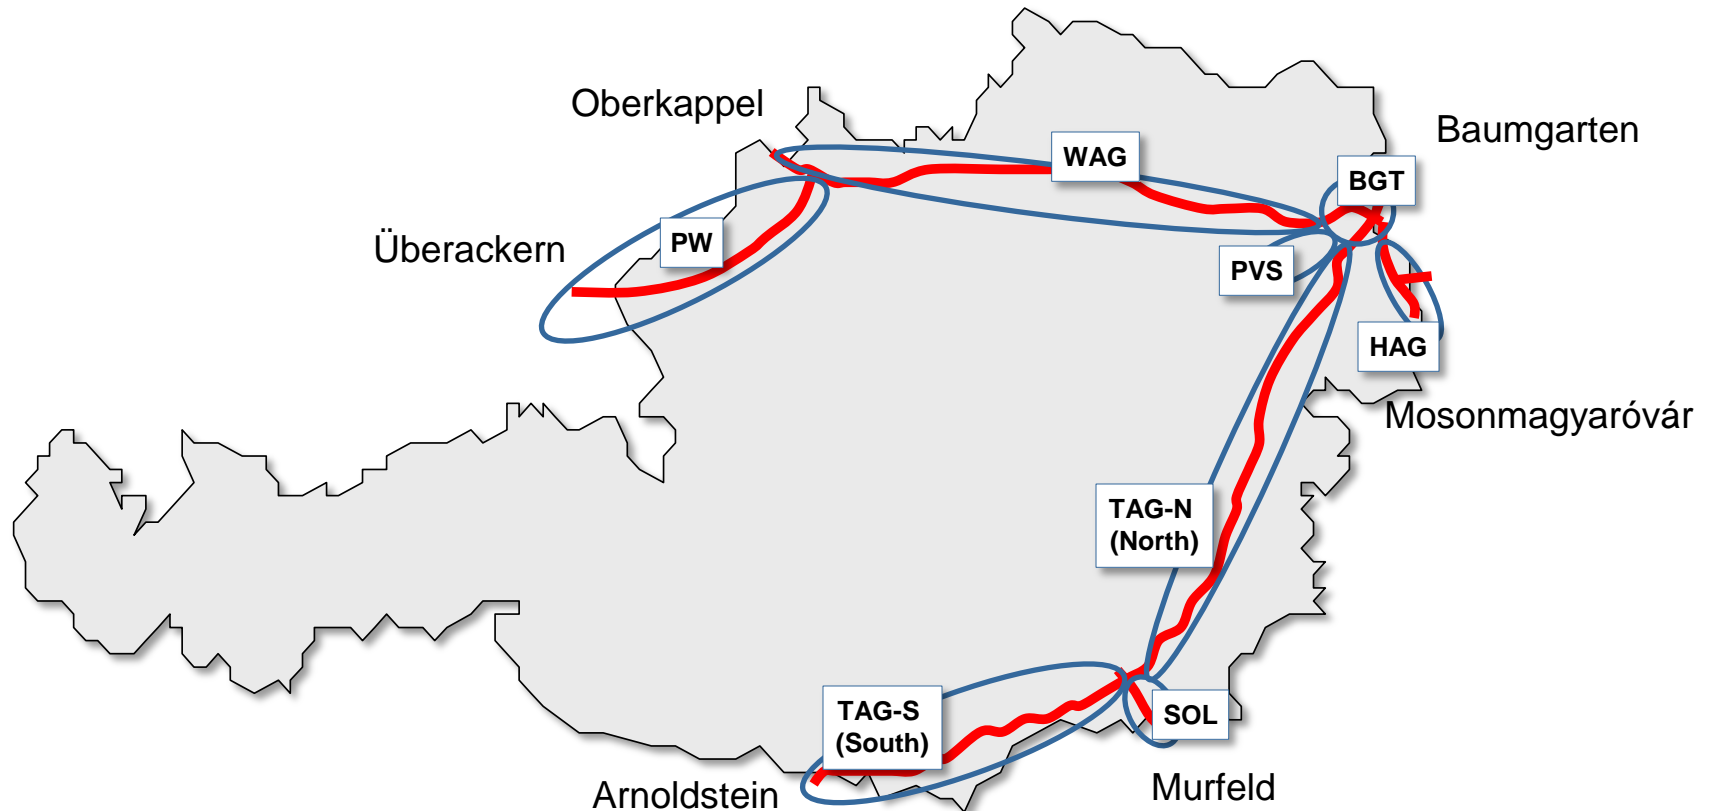 Oberkappel
Baumgarten
WAG
BGT
Überackern
PW
PVS
HAG
Mosonmagyaróvár
TAG-N
(North)
TAG-S
(South)
SOL
Arnoldstein
Murfeld